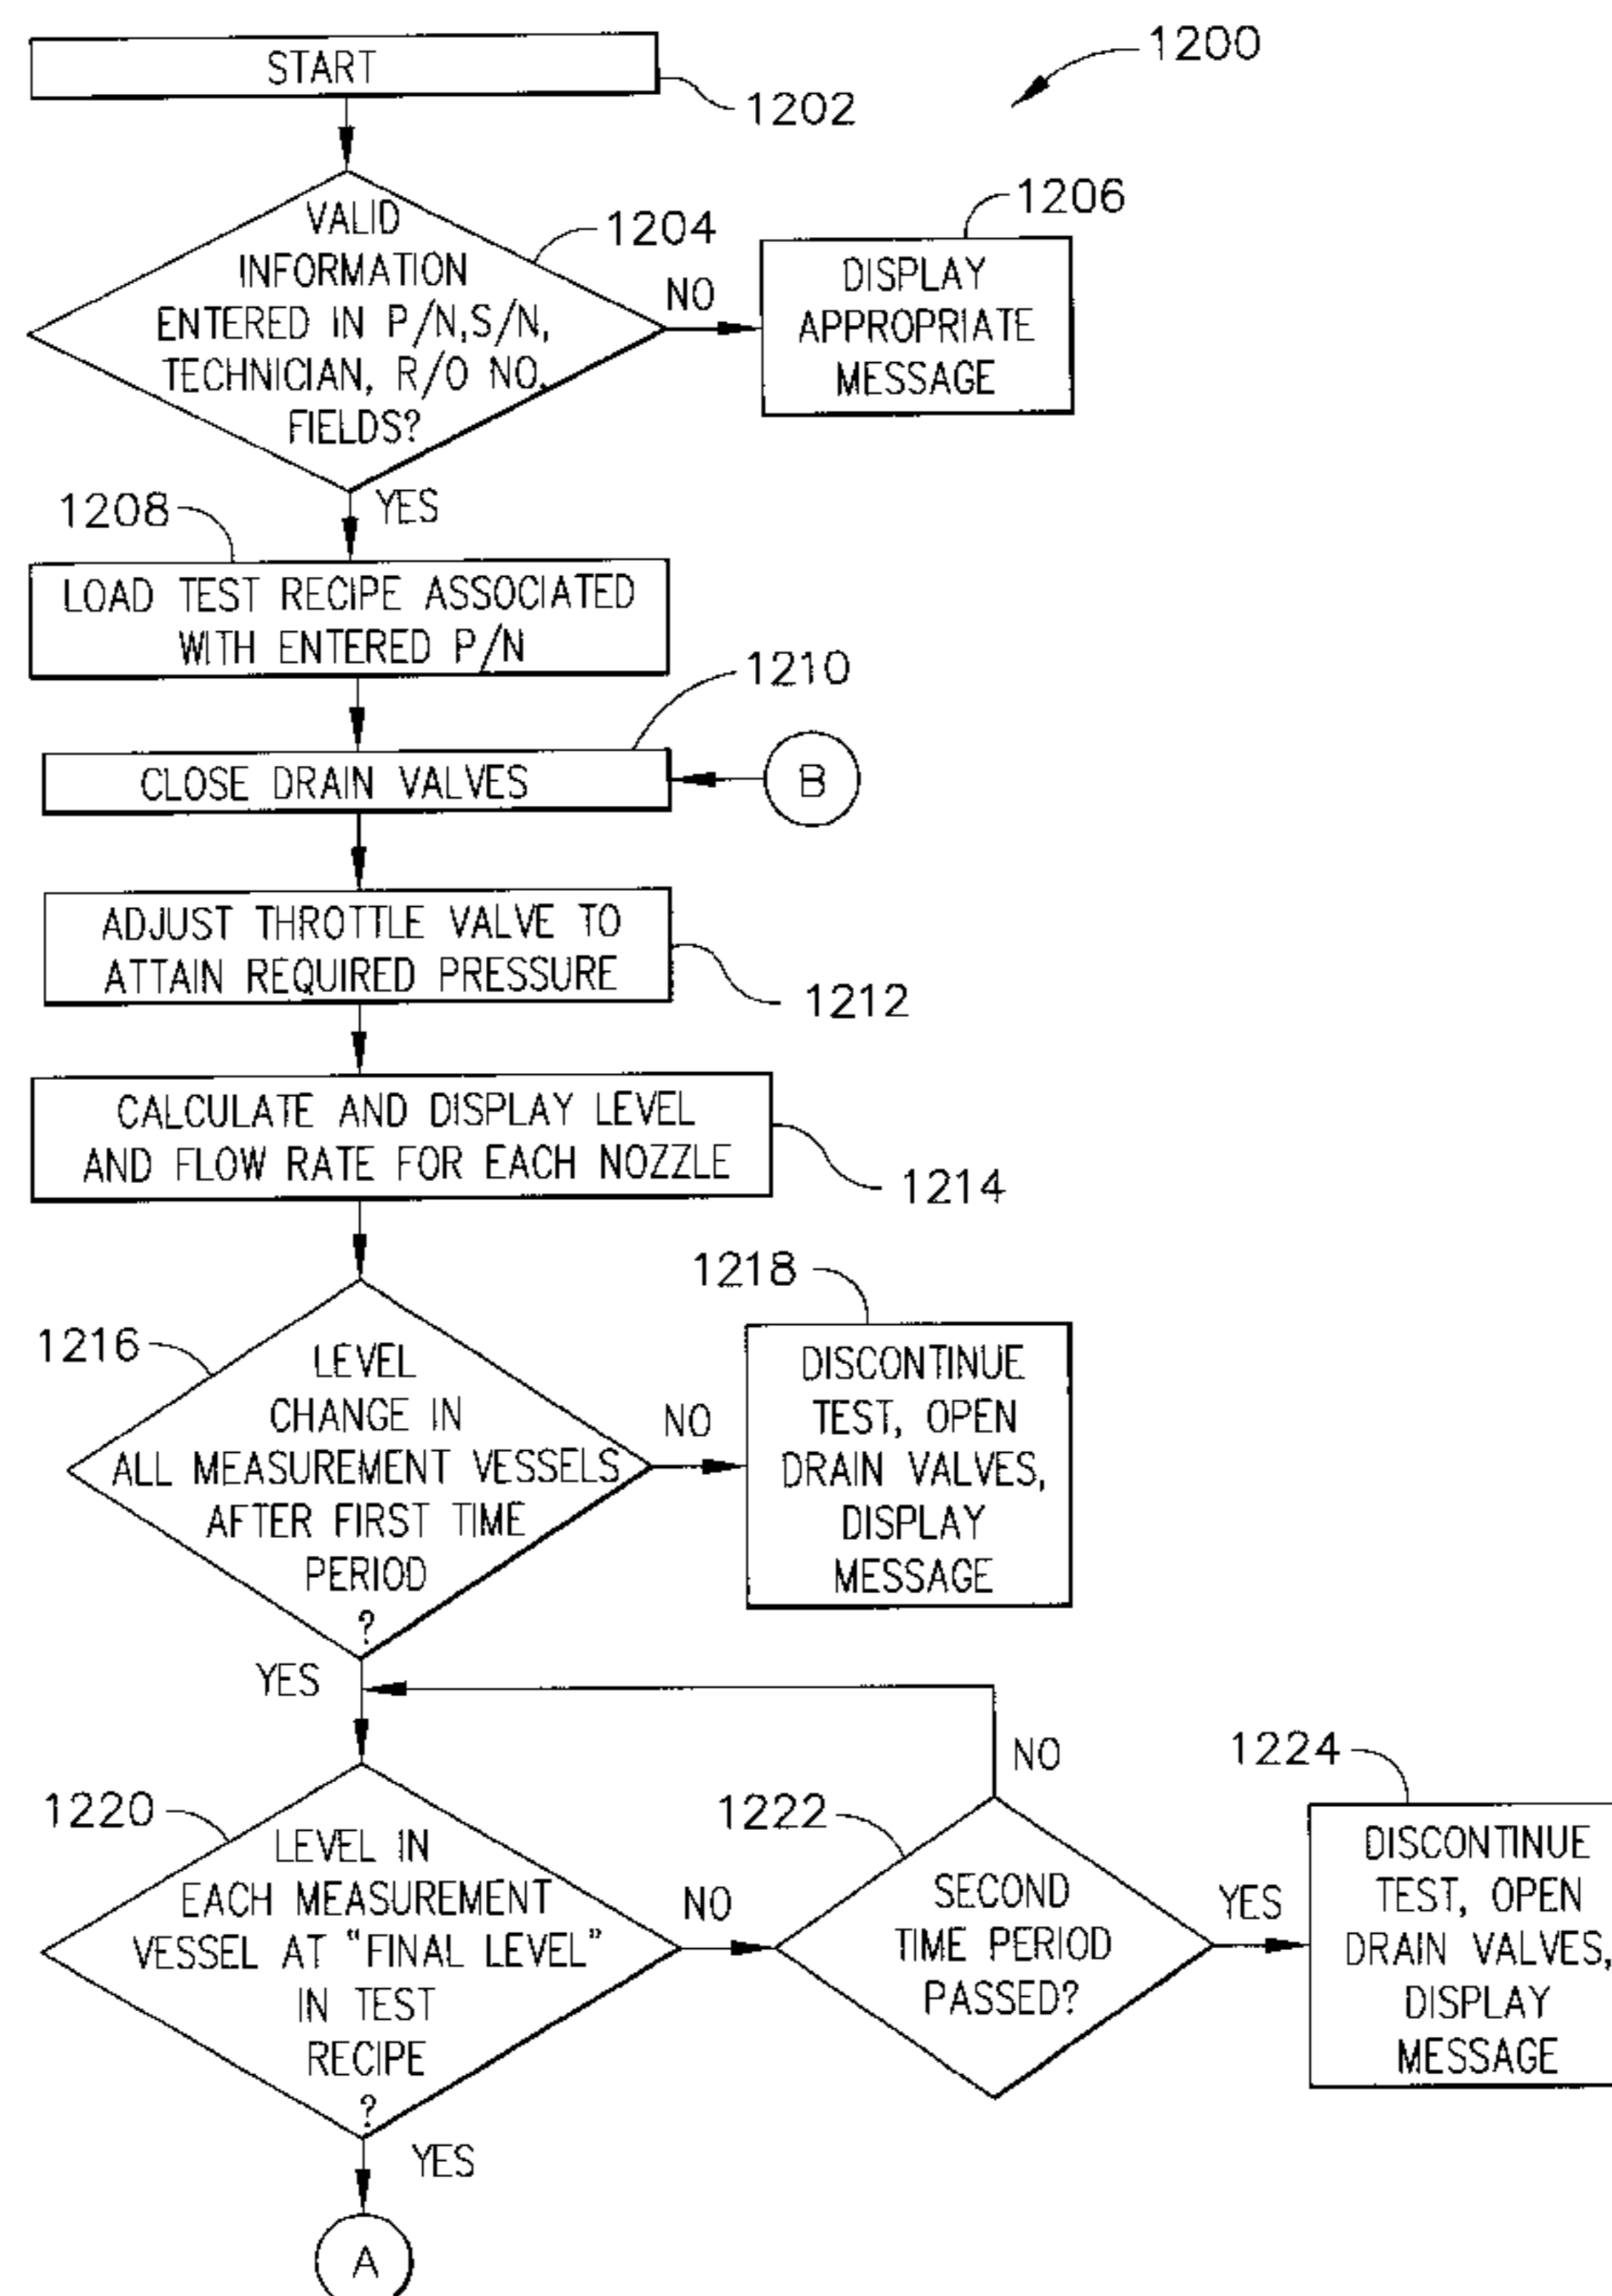 START
1202
1200
VALID
INFORMATION
ENTERED IN P/N,S/N,
TECHNICIAN, R/O NO.
FIELDS?
1204
NO
1206
DISPLAY
APPROPRIATE
MESSAGE
YES
1208
LOAD TEST RECIPE ASSOCIATED
WITH ENTERED P/N
1210
CLOSE DRAIN VALVES
B
ADJUST THROTTLE VALVE TO
ATTAIN REQUIRED PRESSURE
1212
CALCULATE AND DISPLAY LEVEL
AND FLOW RATE FOR EACH NOZZLE
1214
1216
LEVEL
CHANGE IN
ALL MEASUREMENT VESSELS
AFTER FIRST TIME
PERIOD
?
NO
1218
DISCONTINUE
TEST, OPEN
DRAIN VALVES,
DISPLAY
MESSAGE
YES
1220
LEVEL IN
EACH MEASUREMENT
VESSEL AT "FINAL LEVEL"
IN TEST
RECIPE
?
NO
1222
SECOND
TIME PERIOD
PASSED?
NO
YES
1224
DISCONTINUE
TEST, OPEN
DRAIN VALVES,
DISPLAY
MESSAGE
YES
A